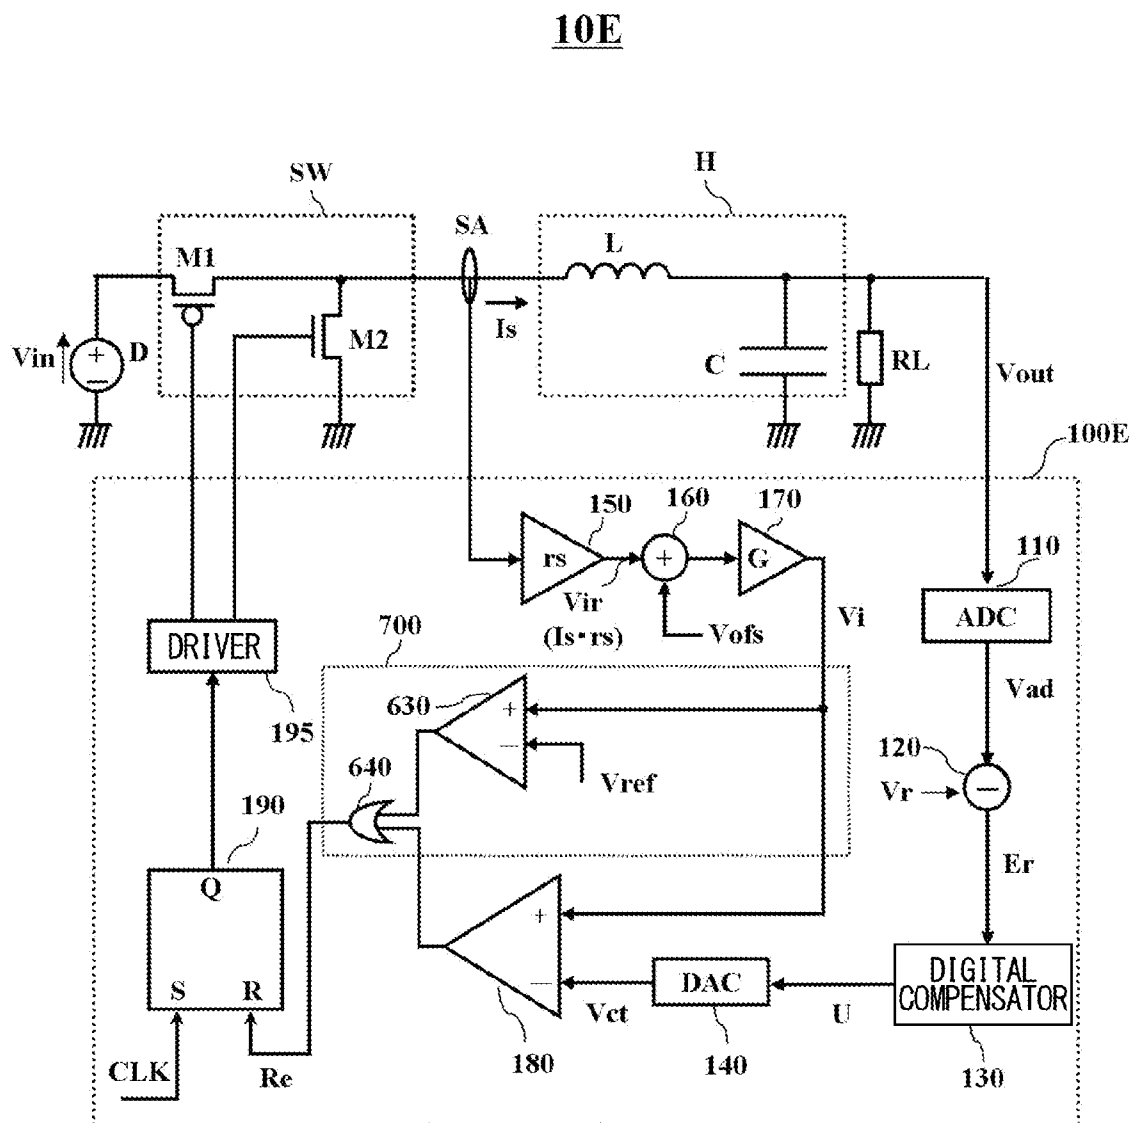 10E
SW
H
SA
L
M1
Is
M2
Vin
+
−
D
C
RL
Vout
100E
150
160
170
110
rs
+
G
ADC
Vir
(Is·rs)
Vofs
Vi
DRIVER
700
195
630
+
−
Vref
Vad
120
Vr
−
640
190
Q
Er
S
R
+
−
Vct
DAC
U
DIGITAL
COMPENSATOR
CLK
Re
180
140
130